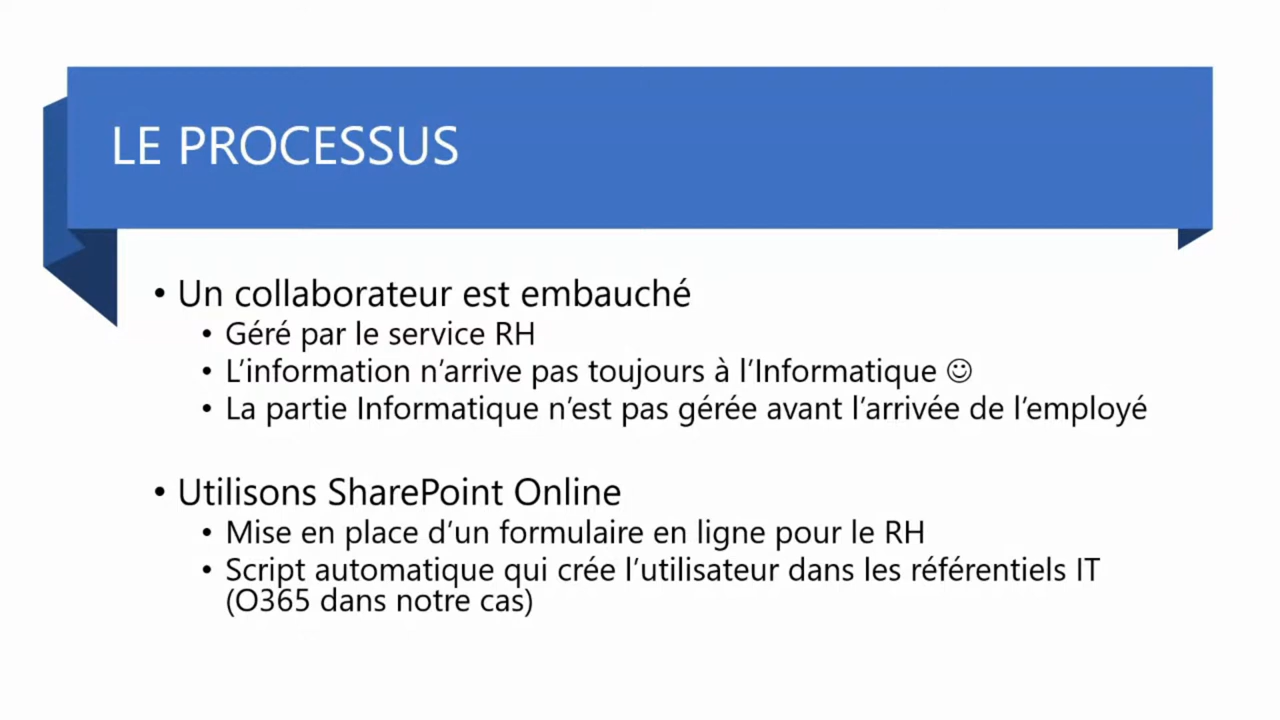 LE PROCESSUS
• Un collaborateur est embauché
• Géré par le service RH
• L’information n’arrive pas toujours à l’Informatique ☺
• La partie Informatique n’est pas gérée avant l’arrivée de l’employé
• Utilisons SharePoint Online
• Mise en place d’un formulaire en ligne pour le RH
• Script automatique qui crée l’utilisateur dans les référentiels IT
(O365 dans notre cas)